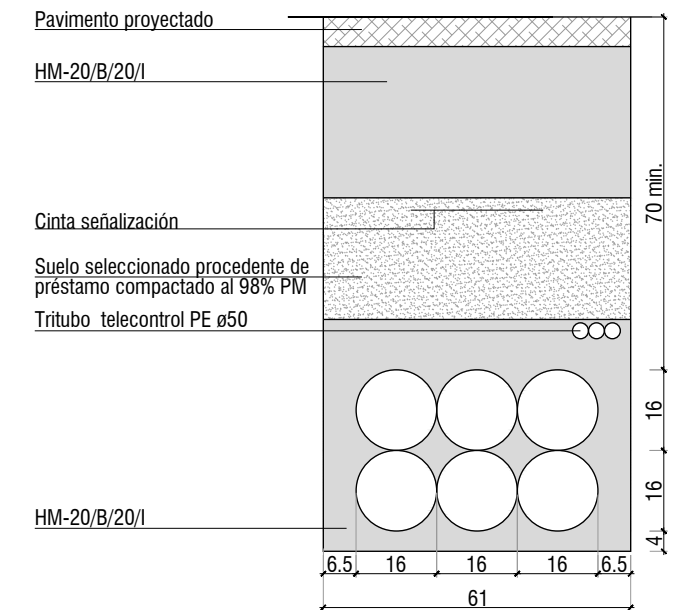 Pavimento proyectado
HM-20/B/20/I
Cinta señalización
Suelo seleccionado procedente de
préstamo compactado al 98% PM
Tritubo telecontrol PE ø50
HM-20/B/20/I
70 min.
16
16
4
6.5 16 16 16 6.5
61